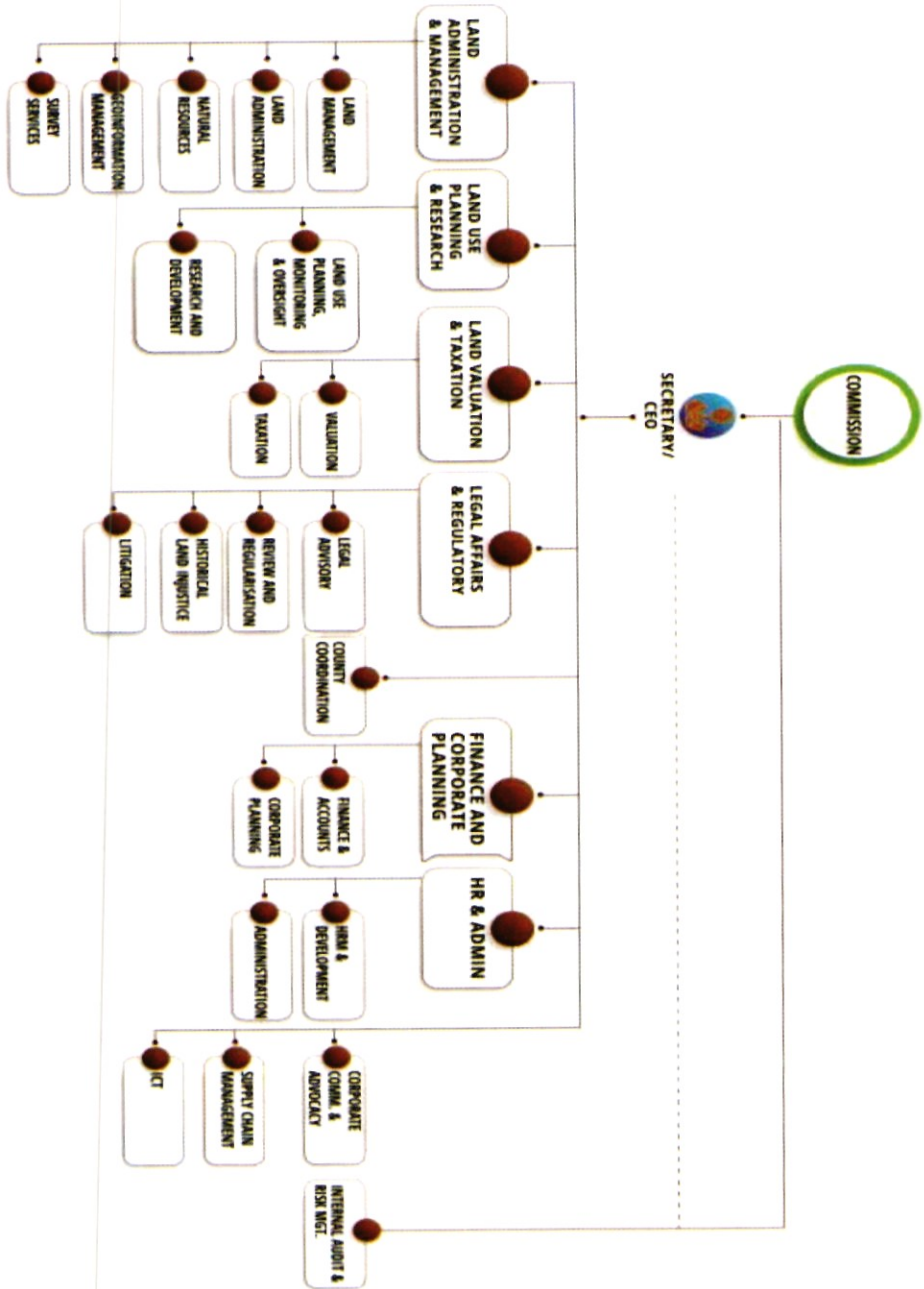 COMMISSION
SECRETARY/
CEO
LAND
ADMINISTRATION
& MANAGEMENT
LAND
MANAGEMENT
LAND
ADMINISTRATION
NATURAL
RESOURCES
GEOINFORMATION
MANAGEMENT
SURVEY
SERVICES
LAND USE
PLANNING
& RESEARCH
LAND USE
PLANNING,
MONITORING
& OVERSIGHT
RESEARCH AND
DEVELOPMENT
LAND VALUATION
& TAXATION
VALUATION
TAXATION
LEGAL AFFAIRS
& REGULATORY
LEGAL
ADVISORY
REVIEW AND
REGULARISATION
HISTORICAL
LAND INJUSTICE
LITIGATION
COUNTY
COORDINATION
FINANCE AND
CORPORATE
PLANNING
FINANCE &
ACCOUNTS
CORPORATE
PLANNING
HR & ADMIN
HRM &
DEVELOPMENT
ADMINISTRATION
CORPORATE
COMM. &
ADVOCACY
SUPPLY CHAIN
MANAGEMENT
ICT
INTERNAL AUDIT &
RISK MGT.